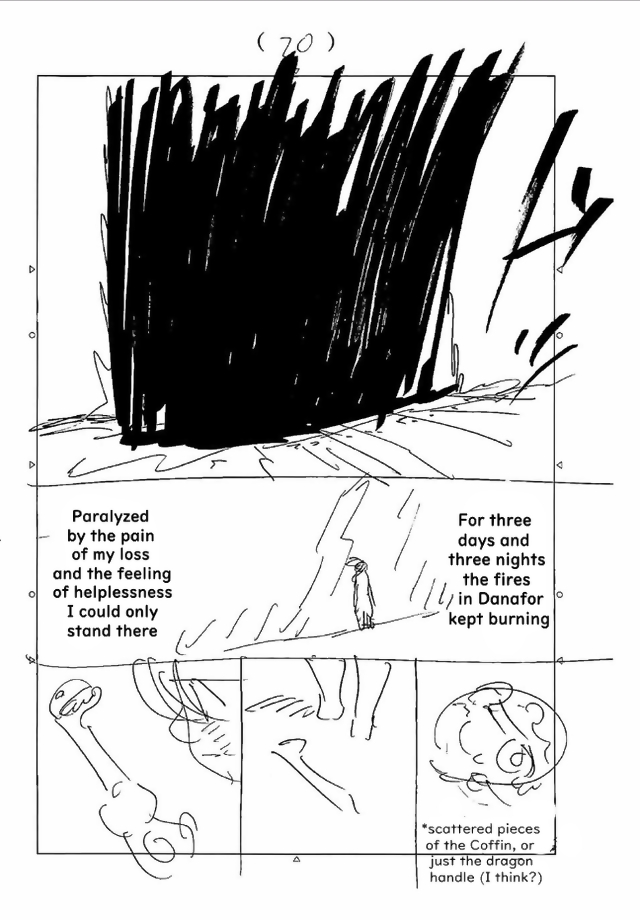 (20)
For three
days and
three nights
the fires
in Danafor
kept burning
Paralyzed
by the pain
of my loss
and the feeling
of helplessness
I could only
stand there
*scattered pieces
of the Coffin, or
just the dragon
handle (I think?)